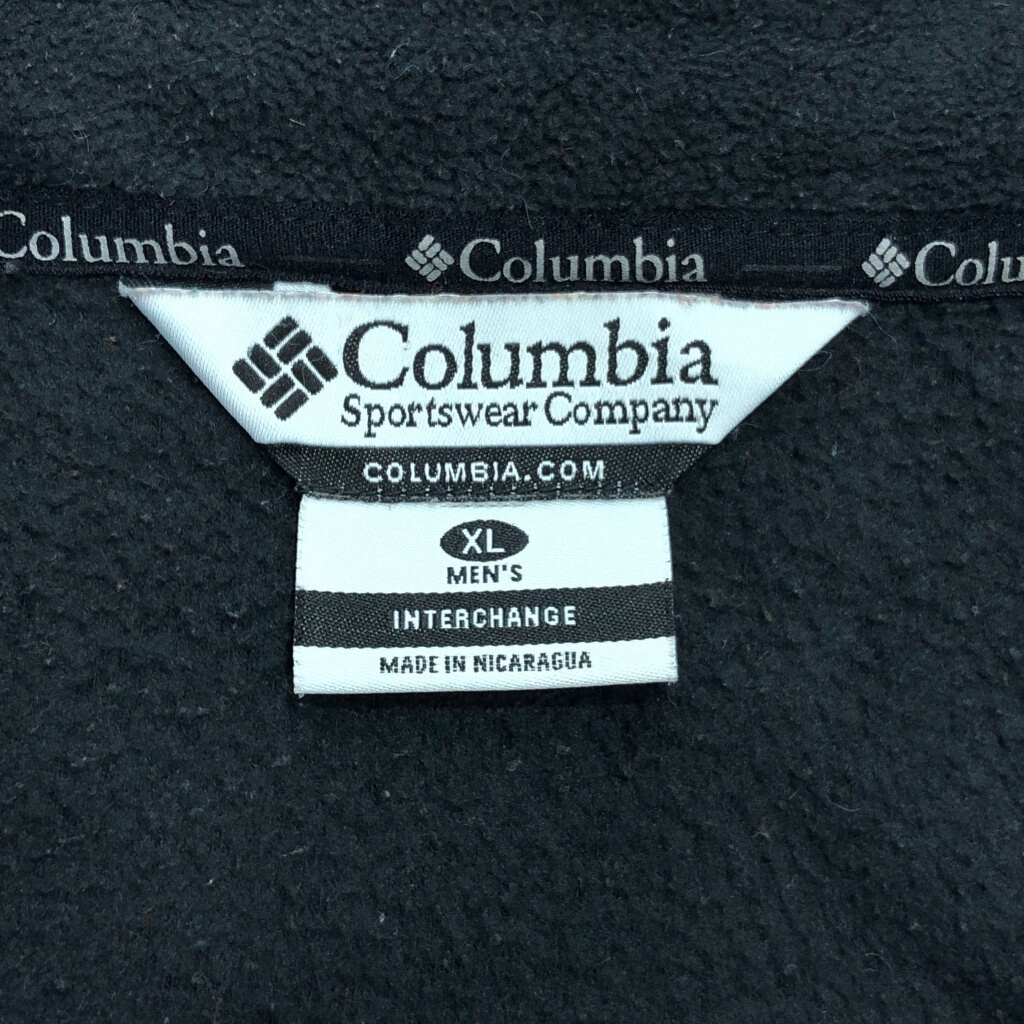 Columbia Columbia Colu
Columbia
Sportswear Company
COLUMBIA.COM
XL
MEN'S
INTERCHANGE
MADE IN NICARAGUA